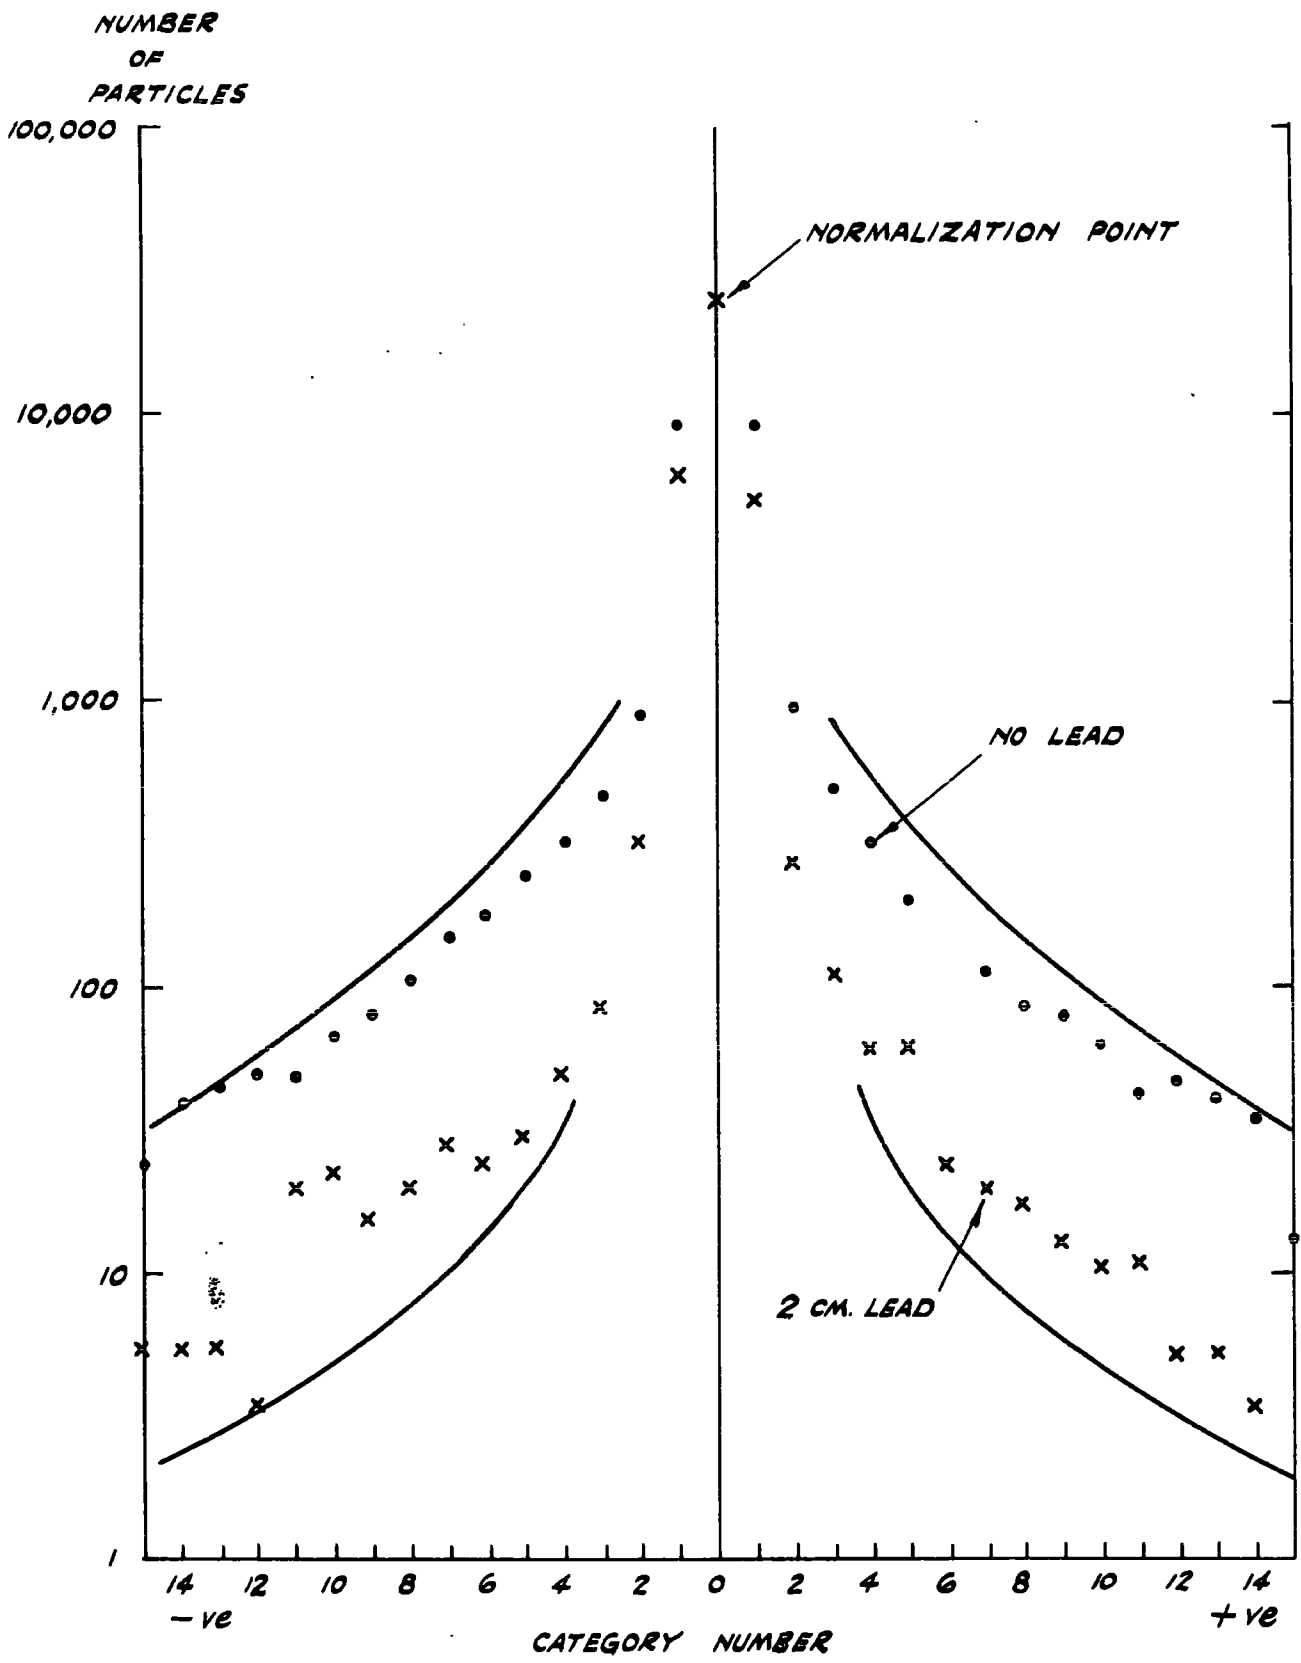 NUMBER
OF
PARTICLES
100,000
NORMALIZATION POINT
10,000
1,000
NO LEAD
100
10
2 CM. LEAD
1
14 12 10 8 6 4 2 0 2 4 6 8 10 12 14
-ve +ve
CATEGORY NUMBER